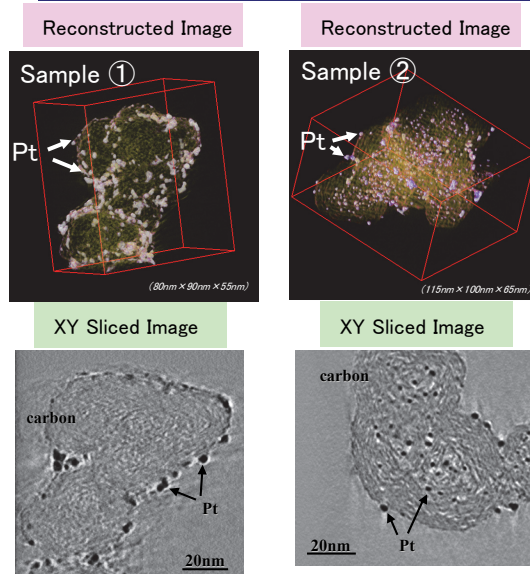 Reconstructed Image
Reconstructed Image
Sample ①
Pt
(80nm×90nm×55nm)
Sample ②
Pt
(115nm×100nm×65nm)
XY Sliced Image
XY Sliced Image
carbon
Pt
20nm
carbon
Pt
20nm